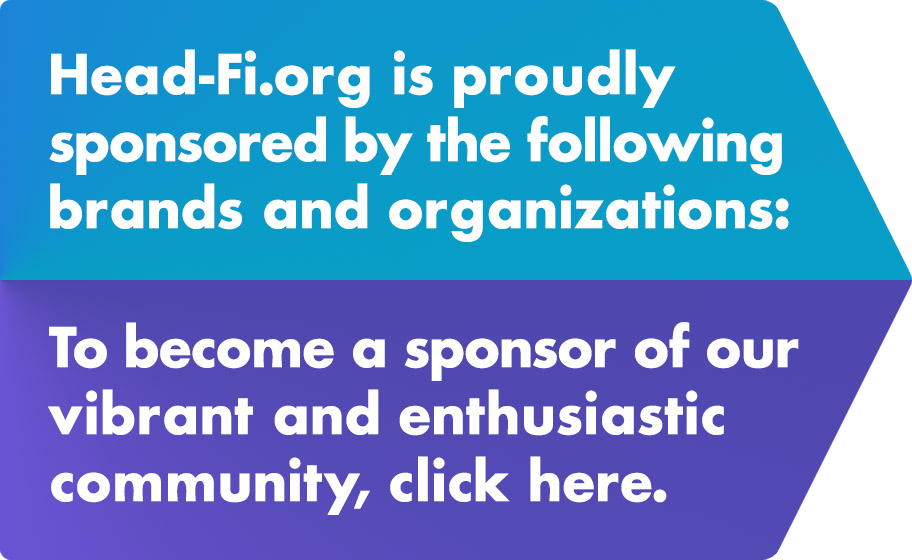 Head-Fi.org is proudly
sponsored by the following
brands and organizations:
To become a sponsor of our
vibrant and enthusiastic
community, click here.